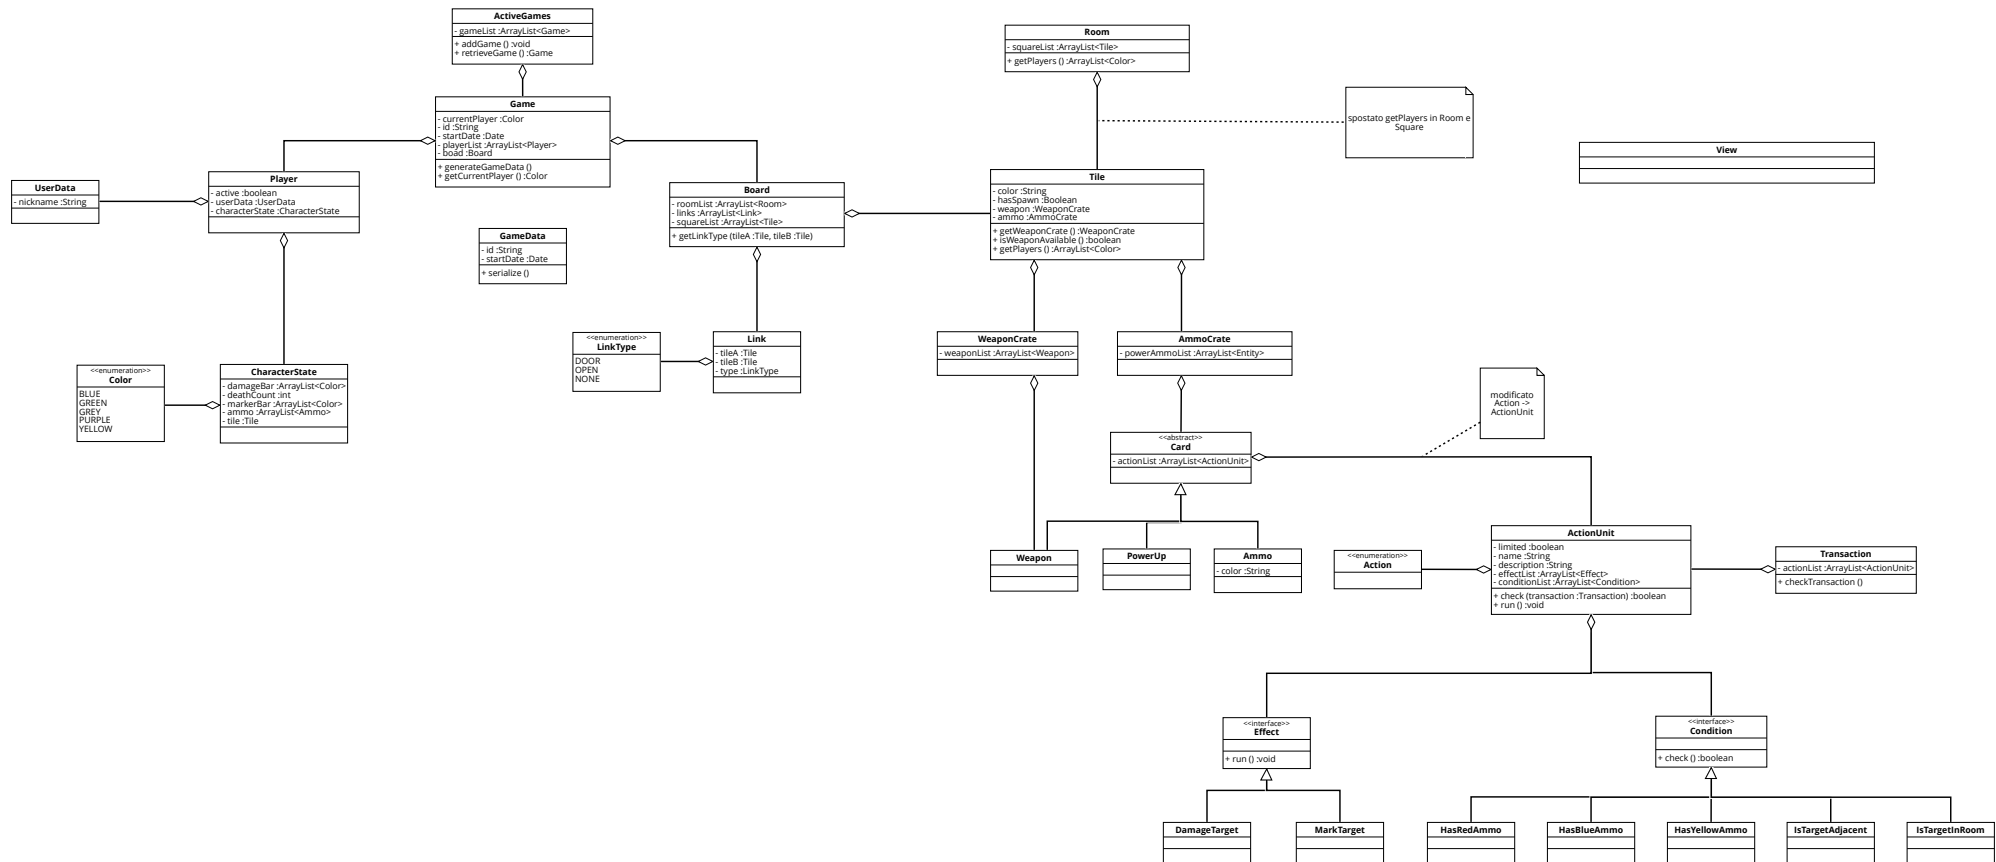 ActiveGames
- gameList :ArrayList<Game>
+ addGame () :void
+ retrieveGame () :Game
Room
- squareList :ArrayList<Tile>
+ getPlayers () :ArrayList<Color>
spostato getPlayers in Room e
Square
View
Game
- currentPlayer :Color
- id :String
- startDate :Date
- playerList :ArrayList<Player>
- boad :Board
+ generateGameData ()
+ getCurrentPlayer () :Color
UserData
- nickname :String
Player
- active :boolean
- userData :UserData
- characterState :CharacterState
GameData
- id :String
- startDate :Date
+ serialize ()
Board
- roomList :ArrayList<Room>
- links :ArrayList<Link>
- squareList :ArrayList<Tile>
+ getLinkType (tileA :Tile, tileB :Tile)
Tile
- color :String
- hasSpawn :Boolean
- weapon :WeaponCrate
- ammo :AmmoCrate
+ getWeaponCrate () :WeaponCrate
+ isWeaponAvailable () :boolean
+ getPlayers () :ArrayList<Color>
<<enumeration>>
Color
BLUE
GREEN
GREY
PURPLE
YELLOW
CharacterState
- damageBar :ArrayList<Color>
- deathCount :int
- markerBar :ArrayList<Color>
- ammo :ArrayList<Ammo>
- tile :Tile
<<enumeration>>
LinkType
DOOR
OPEN
NONE
Link
- tileA :Tile
- tileB :Tile
- type :LinkType
WeaponCrate
- weaponList :ArrayList<Weapon>
AmmoCrate
- powerAmmoList :ArrayList<Entity>
modificato
Action ->
ActionUnit
<<abstract>>
Card
- actionList :ArrayList<ActionUnit>
Weapon
PowerUp
Ammo
- color :String
<<enumeration>>
Action
ActionUnit
- limited :boolean
- name :String
- description :String
- effectList :ArrayList<Effect>
- conditionList :ArrayList<Condition>
+ check (transaction :Transaction) :boolean
+ run () :void
Transaction
- actionList :ArrayList<ActionUnit>
+ checkTransaction ()
<<interface>>
Effect
+ run () :void
<<interface>>
Condition
+ check () :boolean
DamageTarget
MarkTarget
HasRedAmmo
HasBlueAmmo
HasYellowAmmo
IsTargetAdjacent
IsTargetInRoom